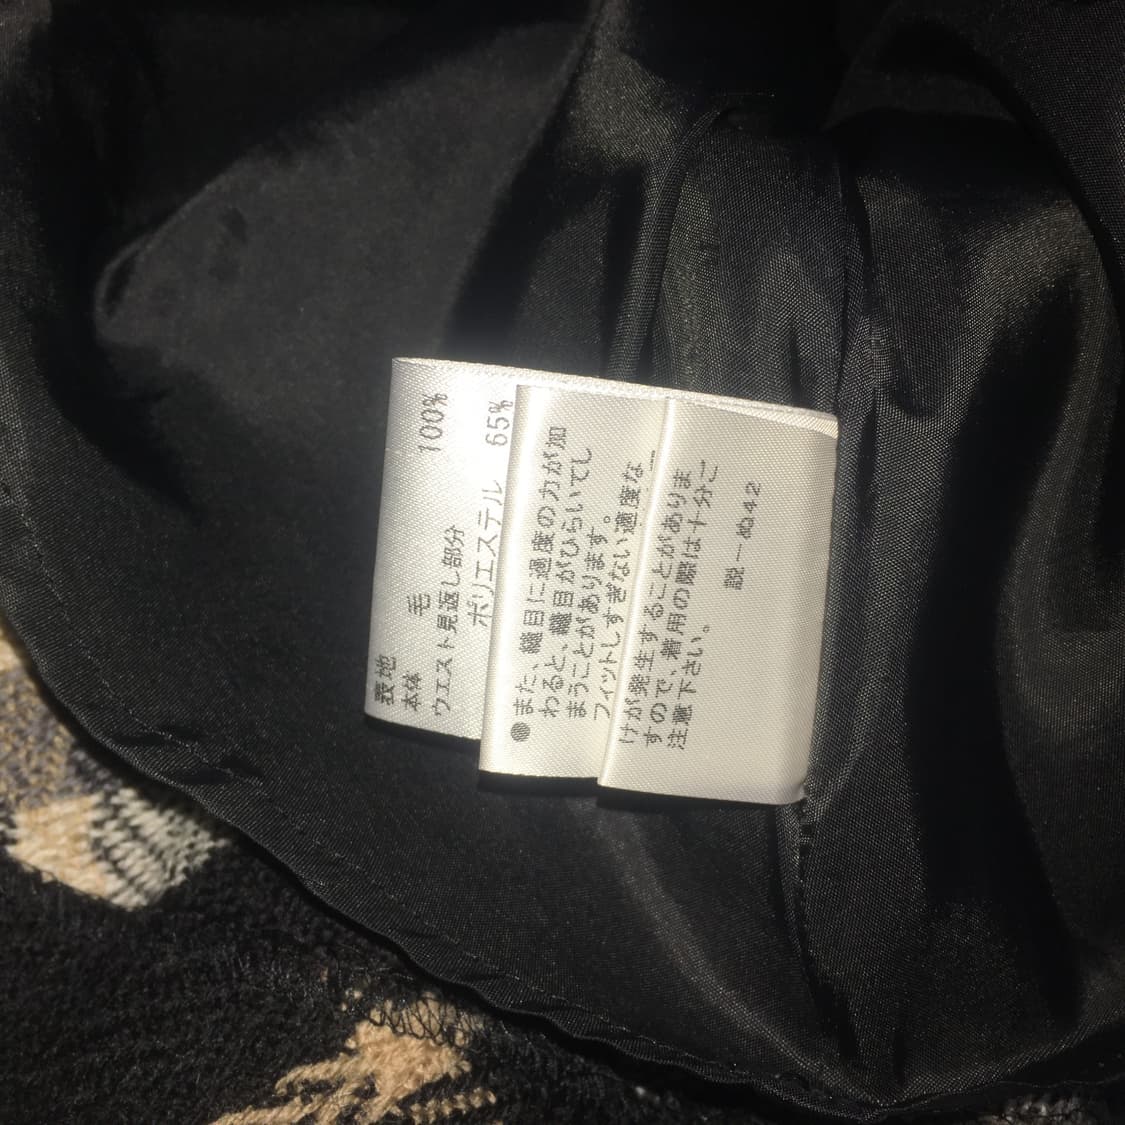 表地
本体
毛 100%
ウエスト見返し部分
ポリエステル 65%
●また、縫目に過度の力が加
わると、縫目がひらいてし
まうことがあります。
フィットしすぎない適度な
けが発生することがありま
すので、着用の際は十分ご
注意下さい。
説－ぬ42